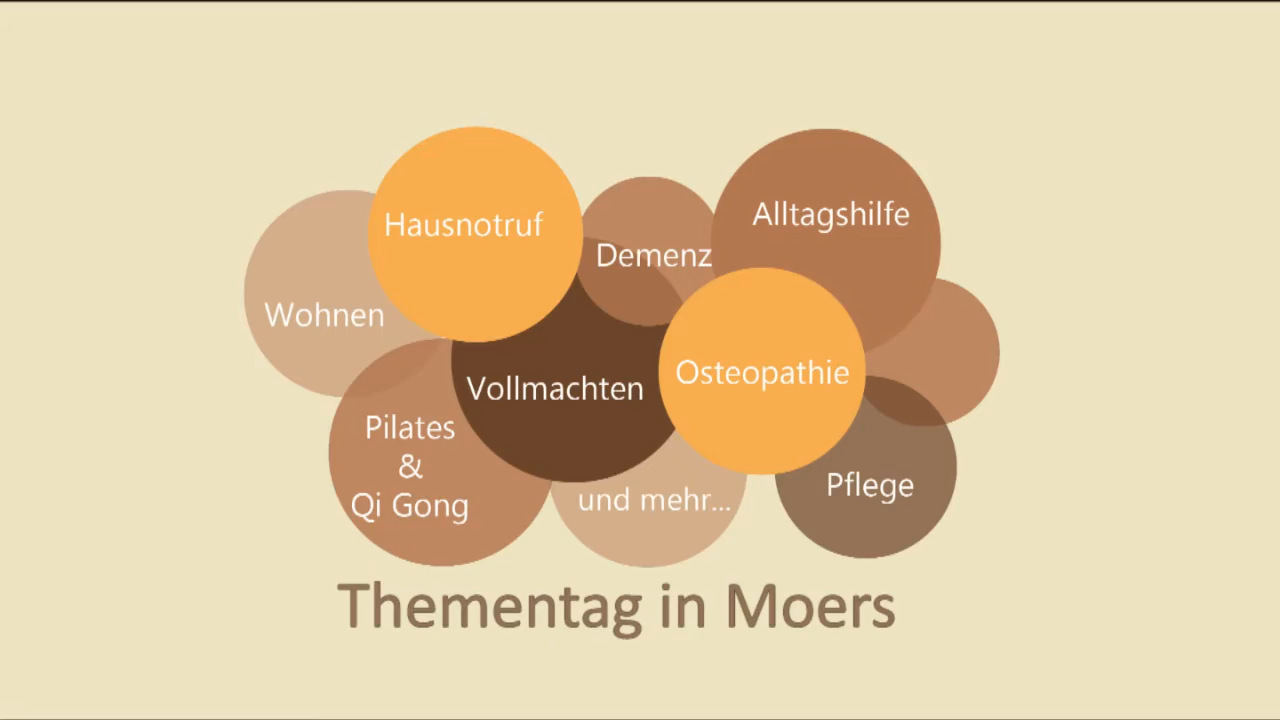 Hausnotruf
Alltagshilfe
Demenz
Wohnen
Vollmachten
Osteopathie
Pilates
&
Qi Gong
und mehr...
Pflege
Thementag in Moers